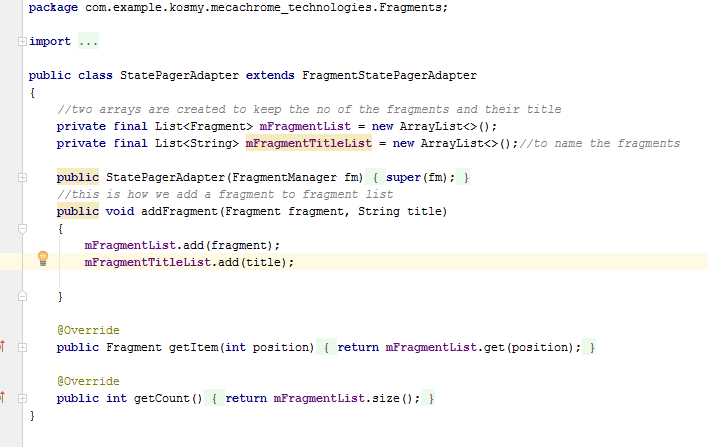 package com.example.kosmy.mecachrome_technologies.Fragments;
import ...
public class StatePagerAdapter extends FragmentStatePagerAdapter
{
//two arrays are created to keep the no of the fragments and their title
private final List<Fragment> mFragmentList = new ArrayList<>();
private final List<String> mFragmentTitleList = new ArrayList<>();//to name the fragments
public StatePagerAdapter(FragmentManager fm) { super(fm); }
//this is how we add a fragment to fragment list
public void addFragment(Fragment fragment, String title)
{
mFragmentList.add(fragment);
mFragmentTitleList.add(title);
}
@Override
public Fragment getItem(int position) { return mFragmentList.get(position); }
@Override
public int getCount() { return mFragmentList.size(); }
}